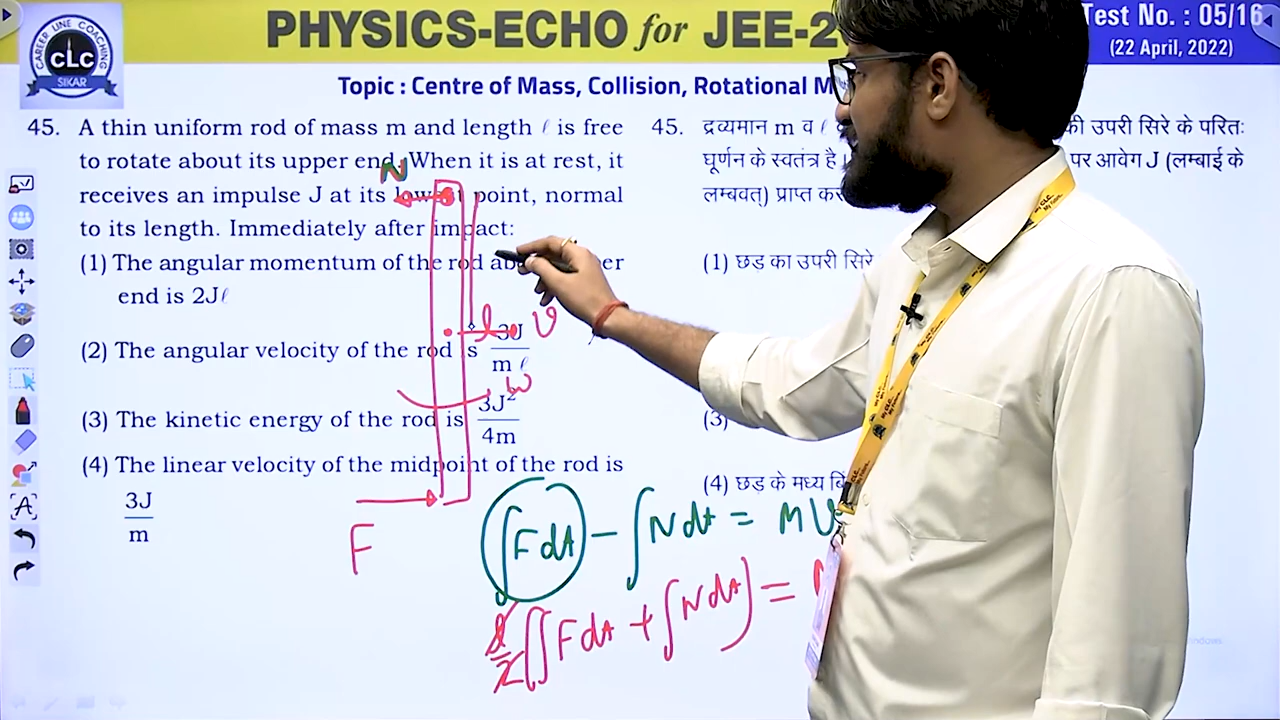 CAREER LINE COACHING
CLC
SIKAR
PHYSICS-ECHO for JEE-2
Test No. : 05/16
(22 April, 2022)
Topic : Centre of Mass, Collision, Rotational M
45. A thin uniform rod of mass m and length ℓ is free
to rotate about its upper end. When it is at rest, it
receives an impulse J at its lowest point, normal
to its length. Immediately after impact:
(1) The angular momentum of the rod
end is 2Jℓ
(2) The angular velocity of the rod is 3J/mℓ
(3) The kinetic energy of the rod is 3J²/4m
(4) The linear velocity of the midpoint of the rod is
3J/m
45. द्रव्यमान m व ℓ की उपरी सिरे के परितः
घूर्णन के स्वतंत्र है। पर आवेग J (लम्बाई के
लम्बवत्) प्राप्त
(1) छड का उपरी सिरे
(3)
(4) छड के मध्य
N
v
ω
F
∫Fdt − ∫Ndt = MV
ℓ/2(∫Fdt + ∫Ndt) =